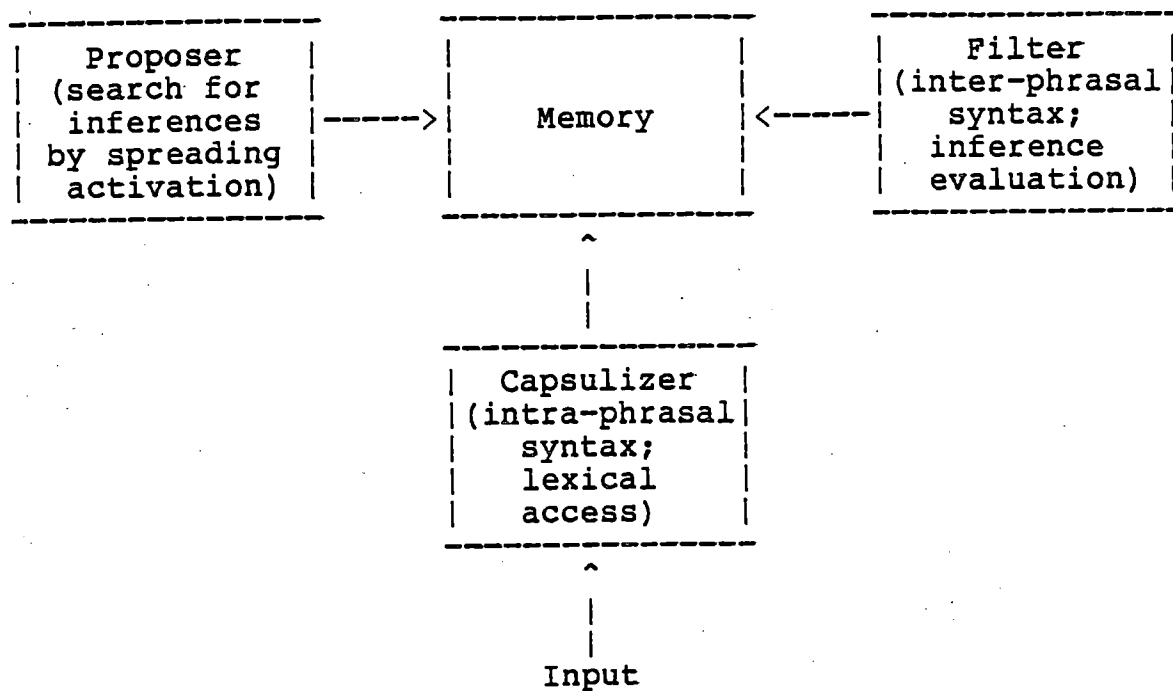 Proposer
(search for
inferences
by spreading
activation)
Memory
Filter
(inter-phrasal
syntax;
inference
evaluation)
Capsulizer
(intra-phrasal
syntax;
lexical
access)
Input